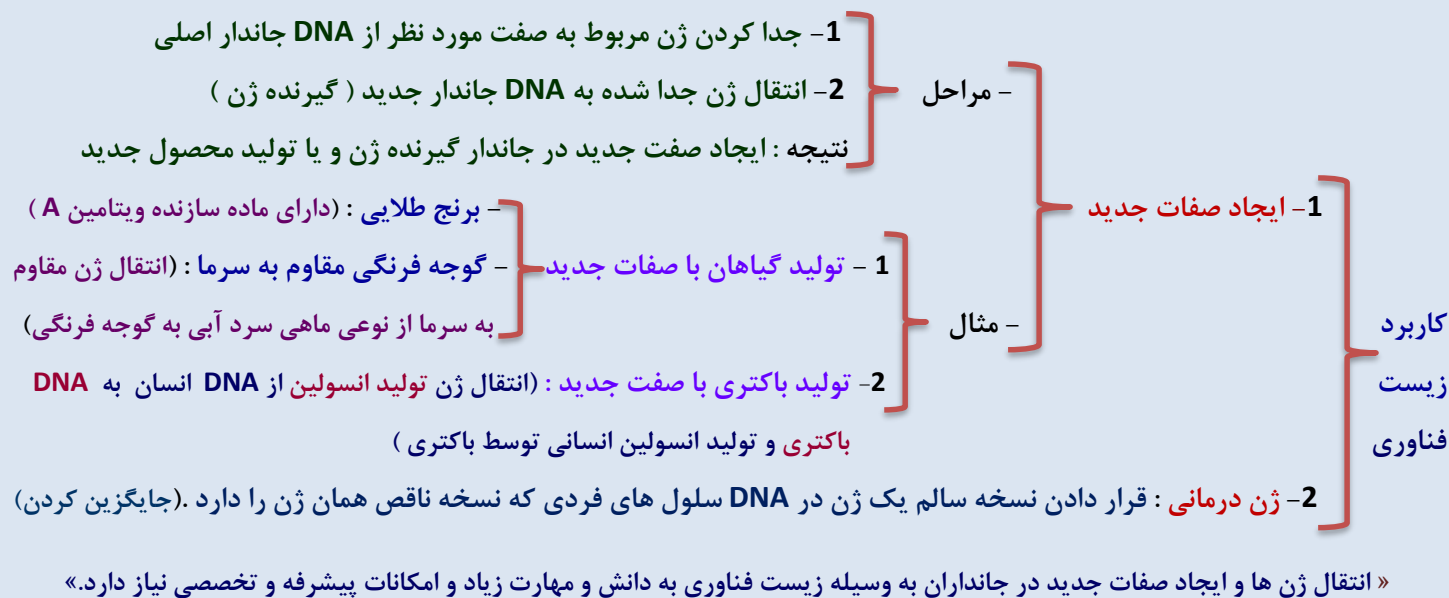 1- جدا کردن ژن مربوط به صفت مورد نظر از DNA جاندار اصلی
- مراحل
2- انتقال ژن جدا شده به DNA جاندار جدید ( گیرنده ژن )
نتیجه : ایجاد صفت جدید در جاندار گیرنده ژن و یا تولید محصول جدید
1- ایجاد صفات جدید
- برنج طلایی : (دارای ماده سازنده ویتامین A )
1 - تولید گیاهان با صفات جدید
- گوجه فرنگی مقاوم به سرما : (انتقال ژن مقاوم
به سرما از نوعی ماهی سرد آبی به گوجه فرنگی)
- مثال
کاربرد
زیست
فناوری
2- تولید باکتری با صفت جدید : (انتقال ژن تولید انسولین از DNA انسان به DNA
باکتری و تولید انسولین انسانی توسط باکتری )
2- ژن درمانی : قرار دادن نسخه سالم یک ژن در DNA سلول های فردی که نسخه ناقص همان ژن را دارد .(جایگزین کردن)
« انتقال ژن ها و ایجاد صفات جدید در جانداران به وسیله زیست فناوری به دانش و مهارت زیاد و امکانات پیشرفه و تخصصی نیاز دارد.»